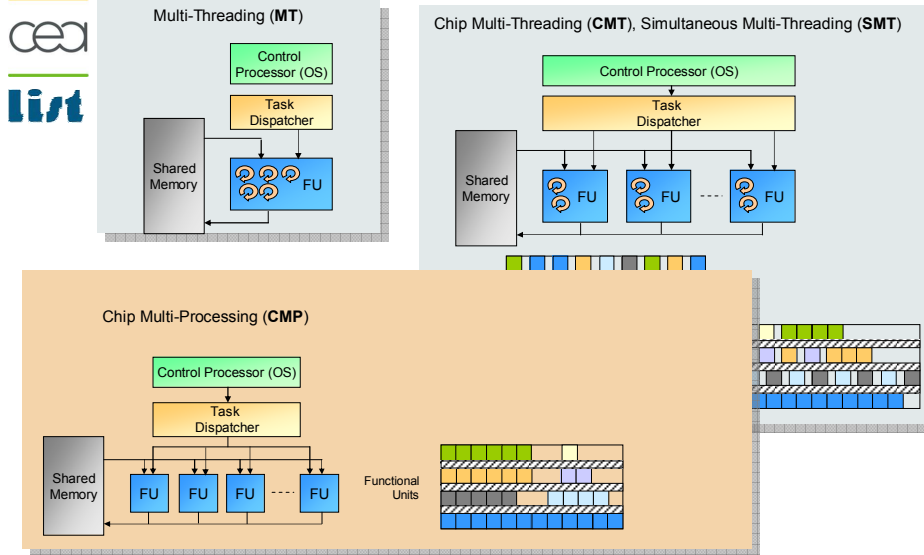 cea
list
Multi-Threading (MT)
Control
Processor (OS)
Task
Dispatcher
Shared
Memory
FU
Chip Multi-Threading (CMT), Simultaneous Multi-Threading (SMT)
Control Processor (OS)
Task
Dispatcher
Shared
Memory
FU
FU
FU
Chip Multi-Processing (CMP)
Control Processor (OS)
Task
Dispatcher
Shared
Memory
FU
FU
FU
FU
Functional
Units